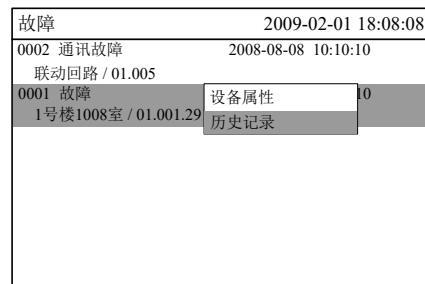 故障 2009-02-01 18:08:08
0002 通讯故障 2008-08-08 10:10:10
联动回路 / 01.005
0001 故障 10
1号楼1008室 / 01.001.29
设备属性
历史记录